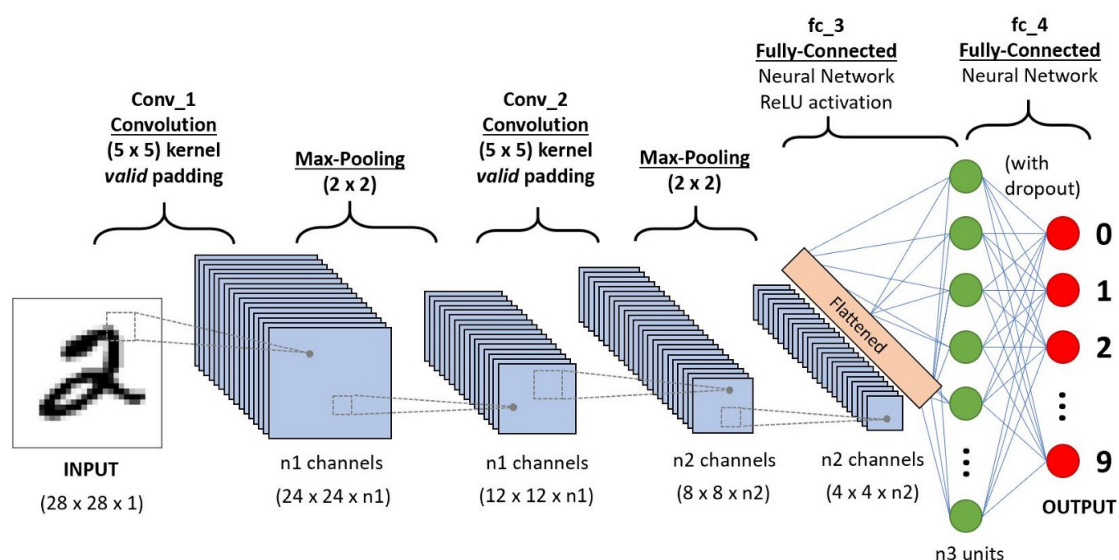 Conv_1
Convolution
(5 x 5) kernel
valid padding
Max-Pooling
(2 x 2)
Conv_2
Convolution
(5 x 5) kernel
valid padding
Max-Pooling
(2 x 2)
fc_3
Fully-Connected
Neural Network
ReLU activation
fc_4
Fully-Connected
Neural Network
(with
dropout)
Flattened
2
0
1
2
9
INPUT
(28 x 28 x 1)
n1 channels
(24 x 24 x n1)
n1 channels
(12 x 12 x n1)
n2 channels
(8 x 8 x n2)
n2 channels
(4 x 4 x n2)
n3 units
OUTPUT